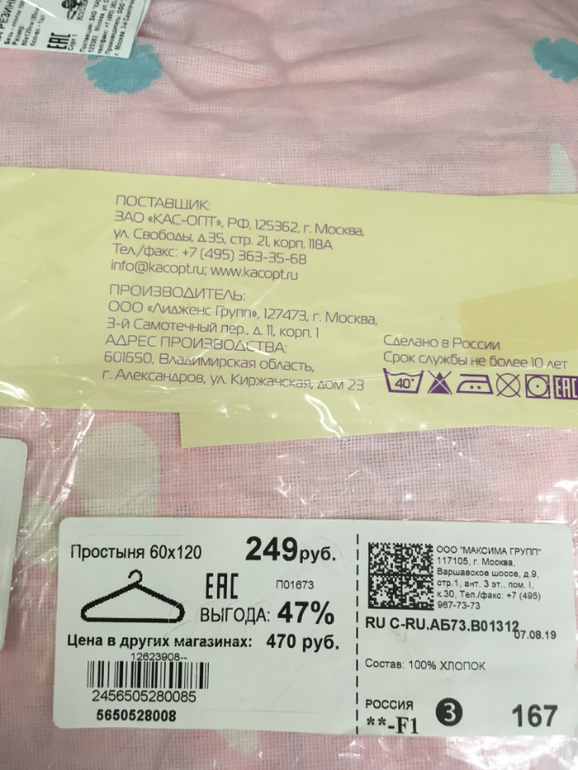 ЕАС
ПОСТАВЩИК:
ЗАО «КАС-ОПТ», РФ, 125362, г. Москва,
ул. Свободы, д.35, стр. 21, корп. 118А
Тел./факс: +7 (495) 363-35-68
info@kacopt.ru; www.kacopt.ru
ПРОИЗВОДИТЕЛЬ:
ООО «Лидженс Групп», 127473, г. Москва,
3-й Самотечный пер., д. 11, корп. 1
АДРЕС ПРОИЗВОДСТВА:
601650, Владимирская область,
г. Александров, ул. Киржачская, дом 23
Сделано в России
Срок службы не более 10 лет
40°
ЕАС
Простыня 60х120
249руб.
ЕАС
П01673
ВЫГОДА: 47%
Цена в других магазинах: 470 руб.
12623908--
2456505280085
5650528008
ООО "МАКСИМА ГРУПП"
117105, г. Москва,
Варшавское шоссе, д.9,
стр.1, ант. 3 эт., пом. I,
к.30, Тел./факс: +7 (495)
967-73-73
RU C-RU.АБ73.В01312
07.08.19
Состав: 100% ХЛОПОК
РОССИЯ
**-F1
3
167